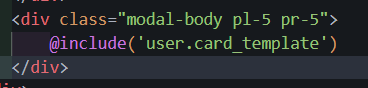 <div class="modal-body pl-5 pr-5">
@include('user.card_template')
</div>